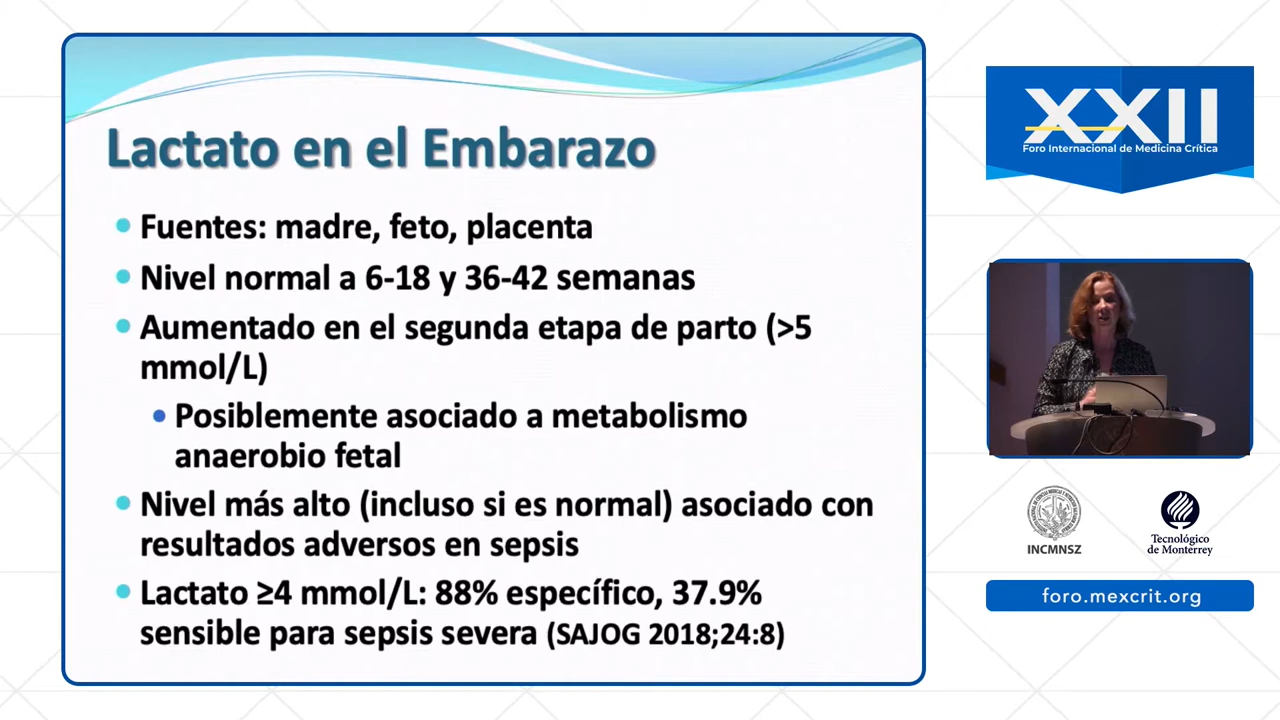 Lactato en el Embarazo
Fuentes: madre, feto, placenta
Nivel normal a 6-18 y 36-42 semanas
Aumentado en el segunda etapa de parto (>5
mmol/L)
Posiblemente asociado a metabolismo
anaerobio fetal
Nivel más alto (incluso si es normal) asociado con
resultados adversos en sepsis
Lactato ≥4 mmol/L: 88% específico, 37.9%
sensible para sepsis severa (SAJOG 2018;24:8)
XXII
Foro Internacional de Medicina Crítica
INCMNSZ
Tecnológico
de Monterrey
foro.mexcrit.org